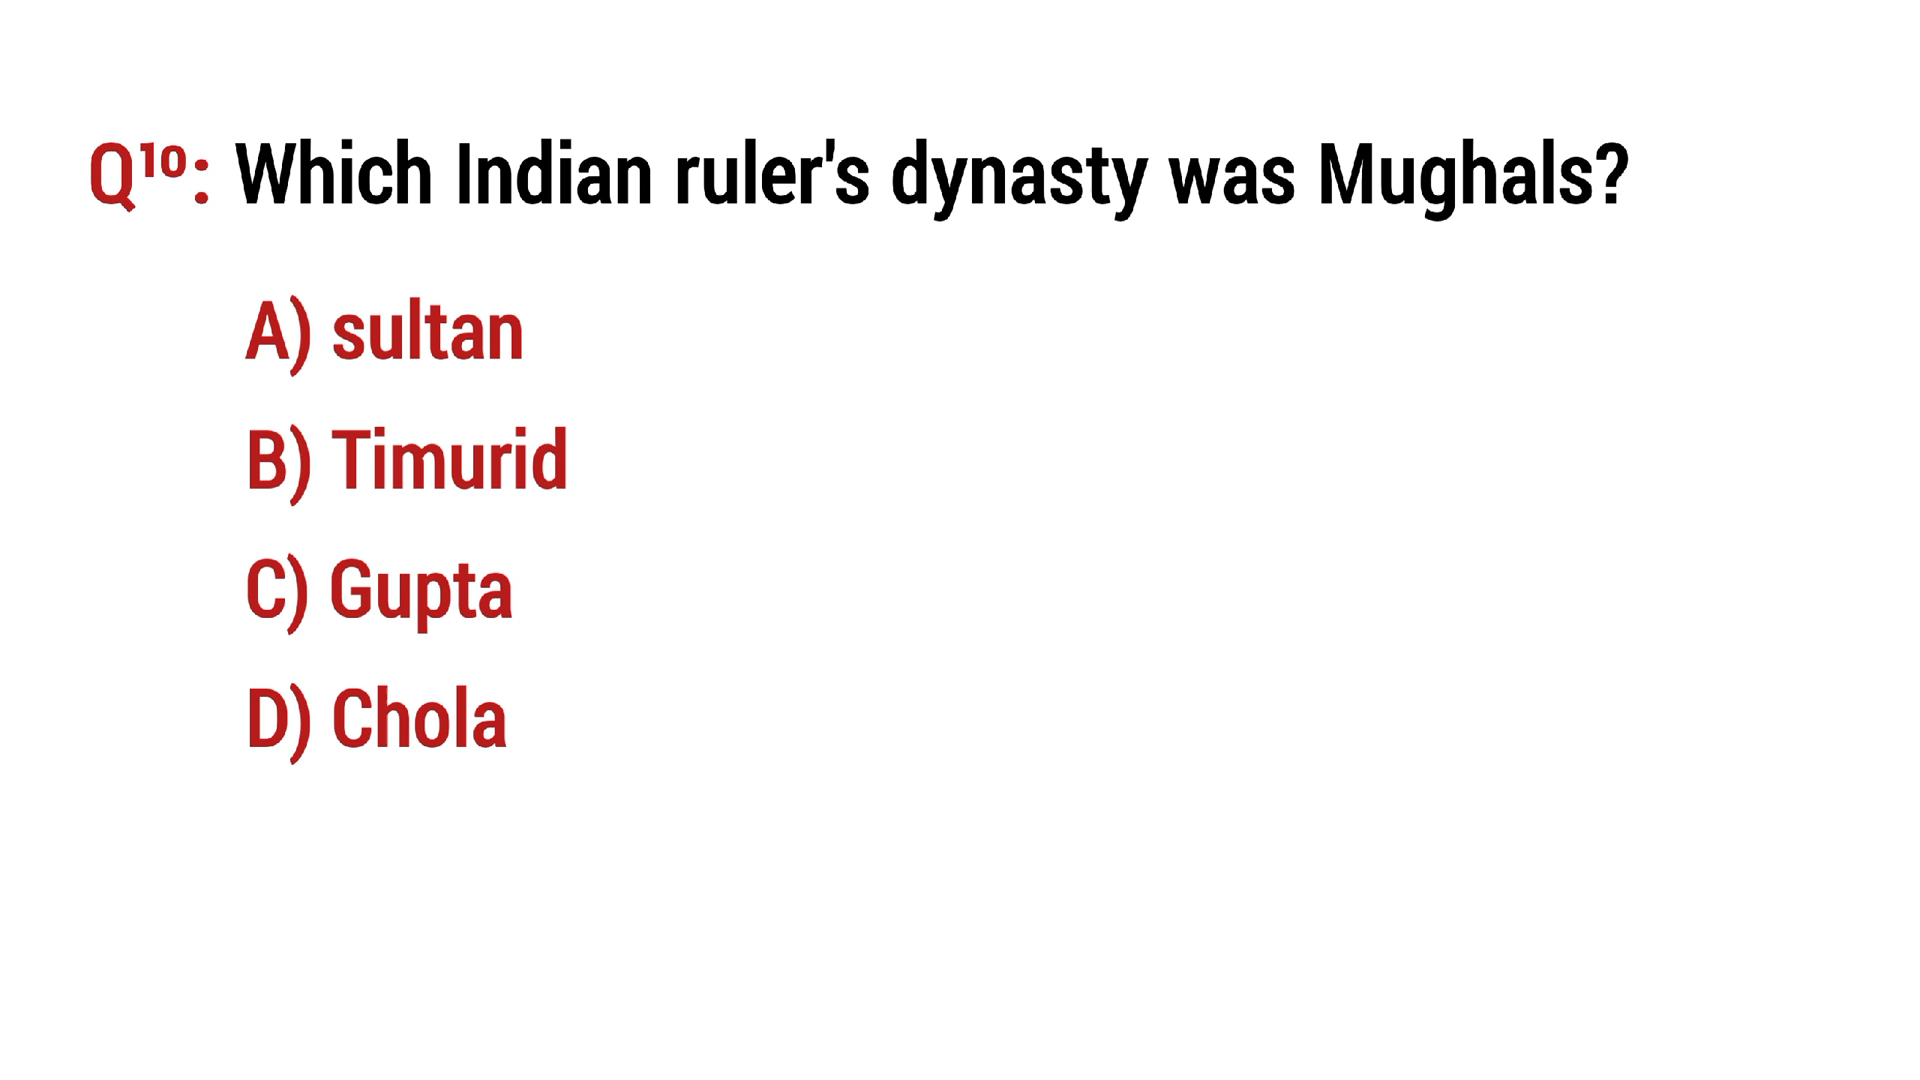 Q¹⁰: Which Indian ruler's dynasty was Mughals?
A) sultan
B) Timurid
C) Gupta
D) Chola